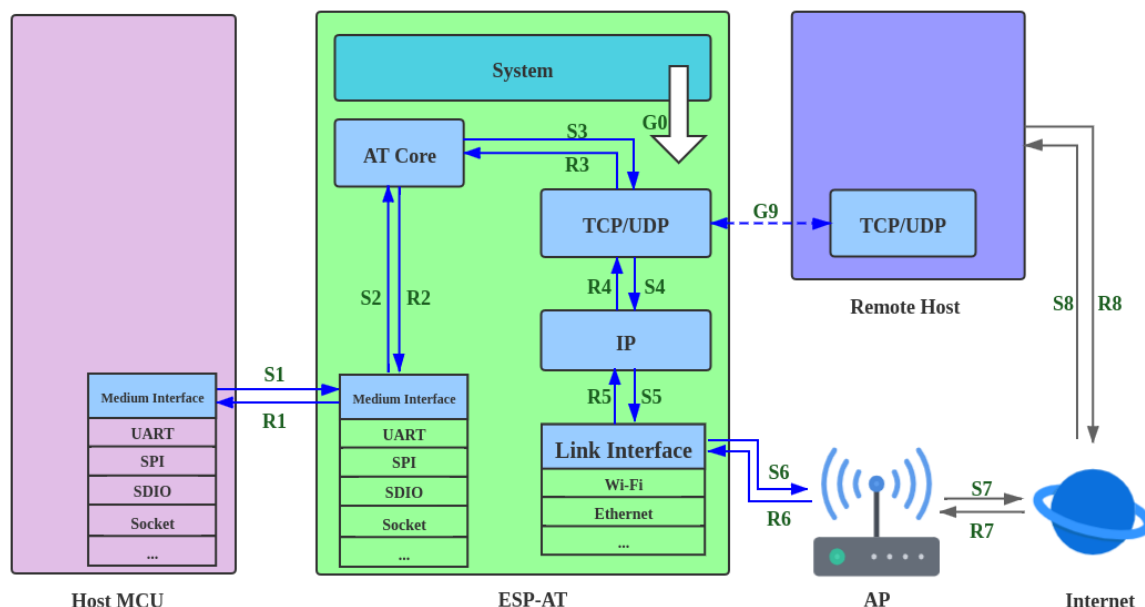 System
G0
AT Core
S3
R3
TCP/UDP
G9
TCP/UDP
S2
R2
R4
S4
Remote Host
S8
R8
IP
S1
R1
Medium Interface
UART
SPI
SDIO
Socket
...
Medium Interface
UART
SPI
SDIO
Socket
...
R5
S5
Link Interface
Wi-Fi
Ethernet
...
S6
R6
S7
R7
Host MCU
ESP-AT
AP
Internet